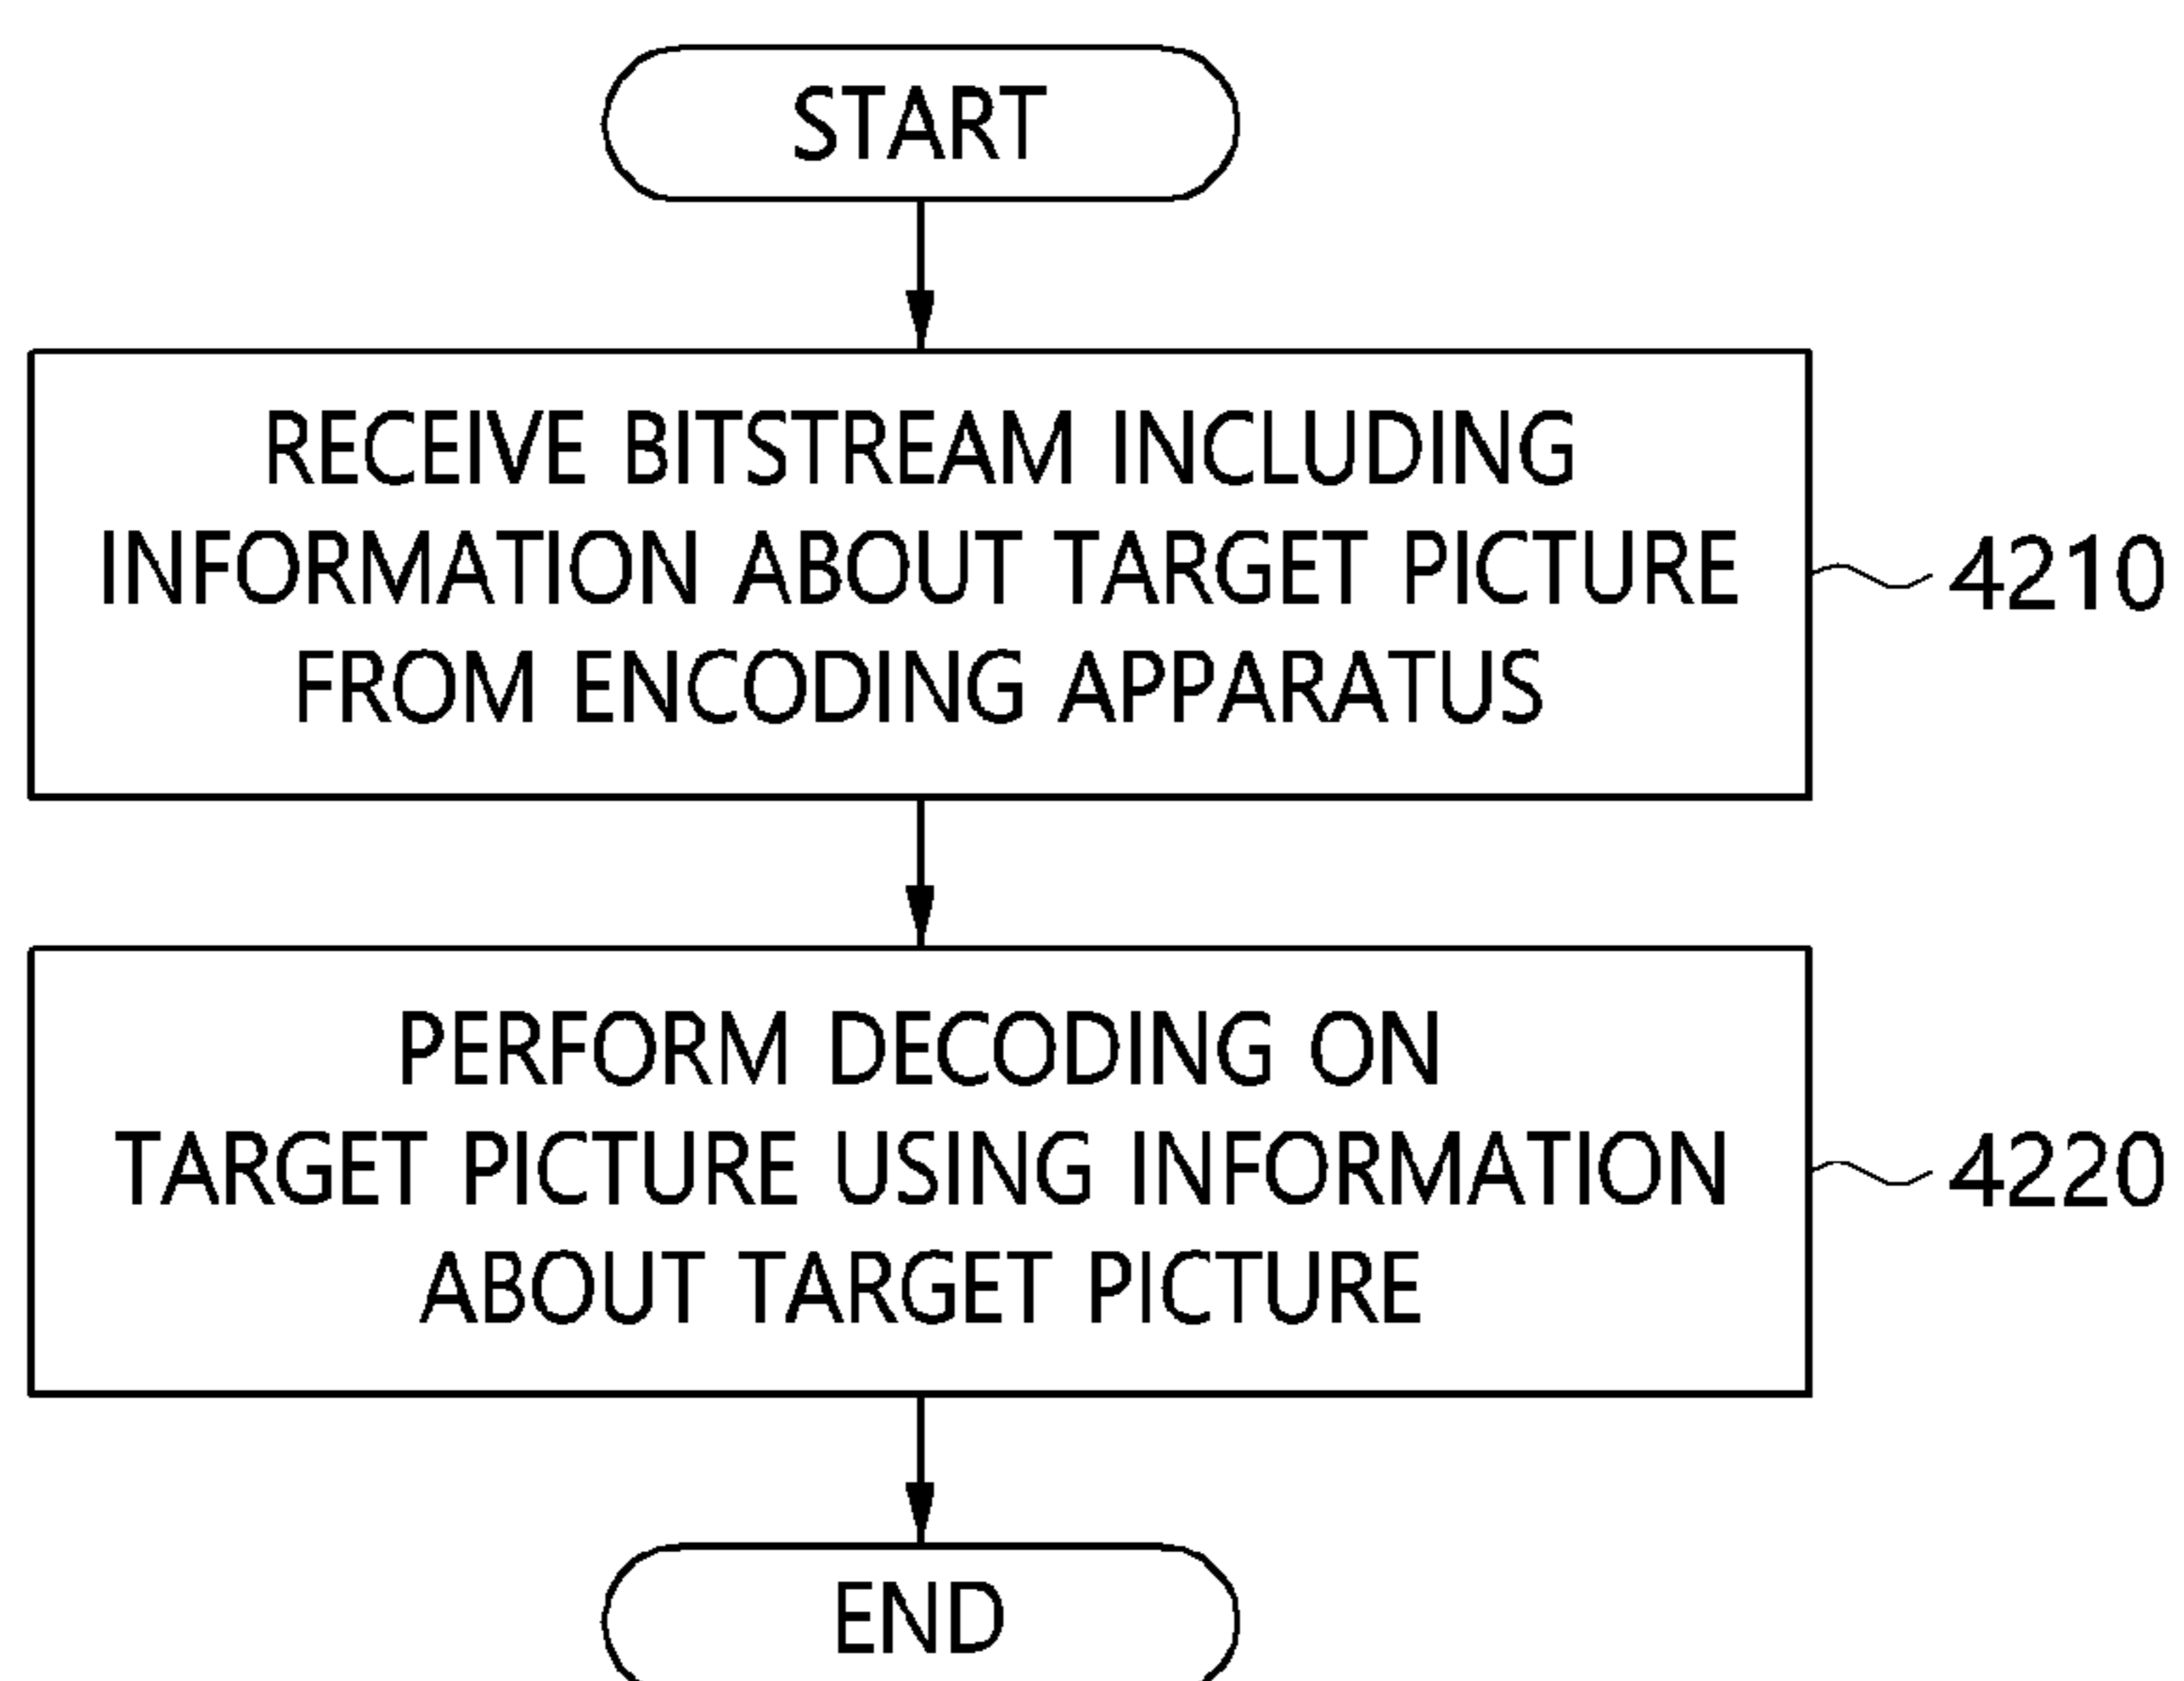 START
RECEIVE BITSTREAM INCLUDING
INFORMATION ABOUT TARGET PICTURE
FROM ENCODING APPARATUS
4210
PERFORM DECODING ON
TARGET PICTURE USING INFORMATION
ABOUT TARGET PICTURE
4220
END